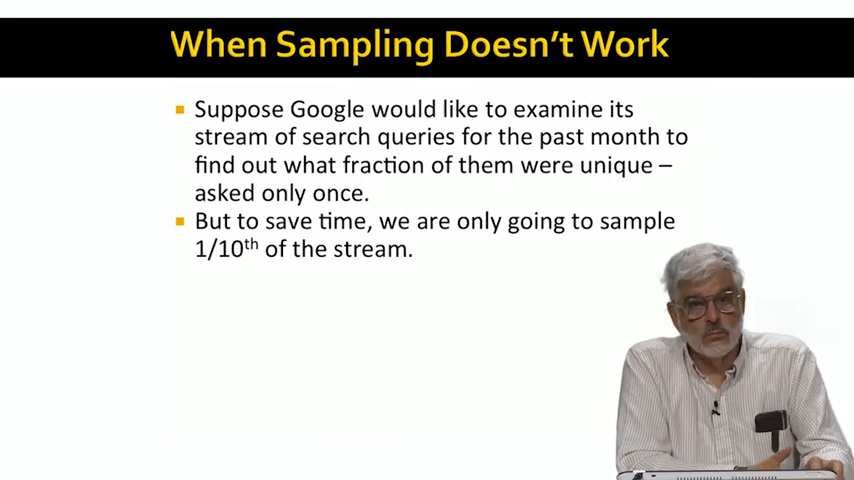 When Sampling Doesn't Work
Suppose Google would like to examine its
stream of search queries for the past month to
find out what fraction of them were unique –
asked only once.
But to save time, we are only going to sample
1/10th of the stream.